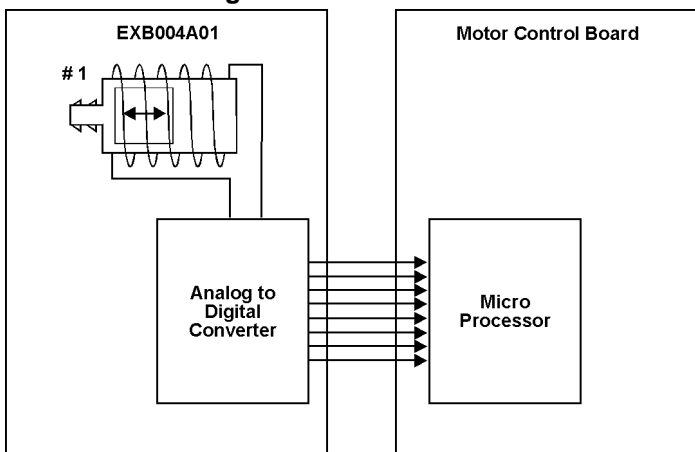 EXB004A01
Motor Control Board
# 1
Analog to
Digital
Converter
Micro
Processor